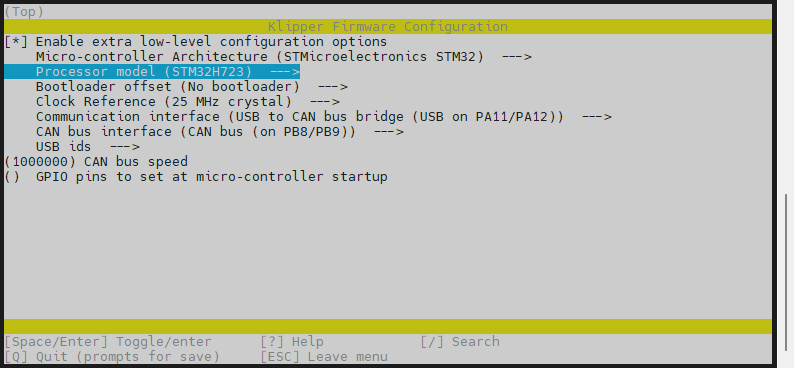 (Top)
Klipper Firmware Configuration
[*] Enable extra low-level configuration options
Micro-controller Architecture (STMicroelectronics STM32)  --->
Processor model (STM32H723)  --->
Bootloader offset (No bootloader)  --->
Clock Reference (25 MHz crystal)  --->
Communication interface (USB to CAN bus bridge (USB on PA11/PA12))  --->
CAN bus interface (CAN bus (on PB8/PB9))  --->
USB ids  --->
(1000000) CAN bus speed
()  GPIO pins to set at micro-controller startup
[Space/Enter] Toggle/enter     [?] Help     [/] Search
[Q] Quit (prompts for save)     [ESC] Leave menu